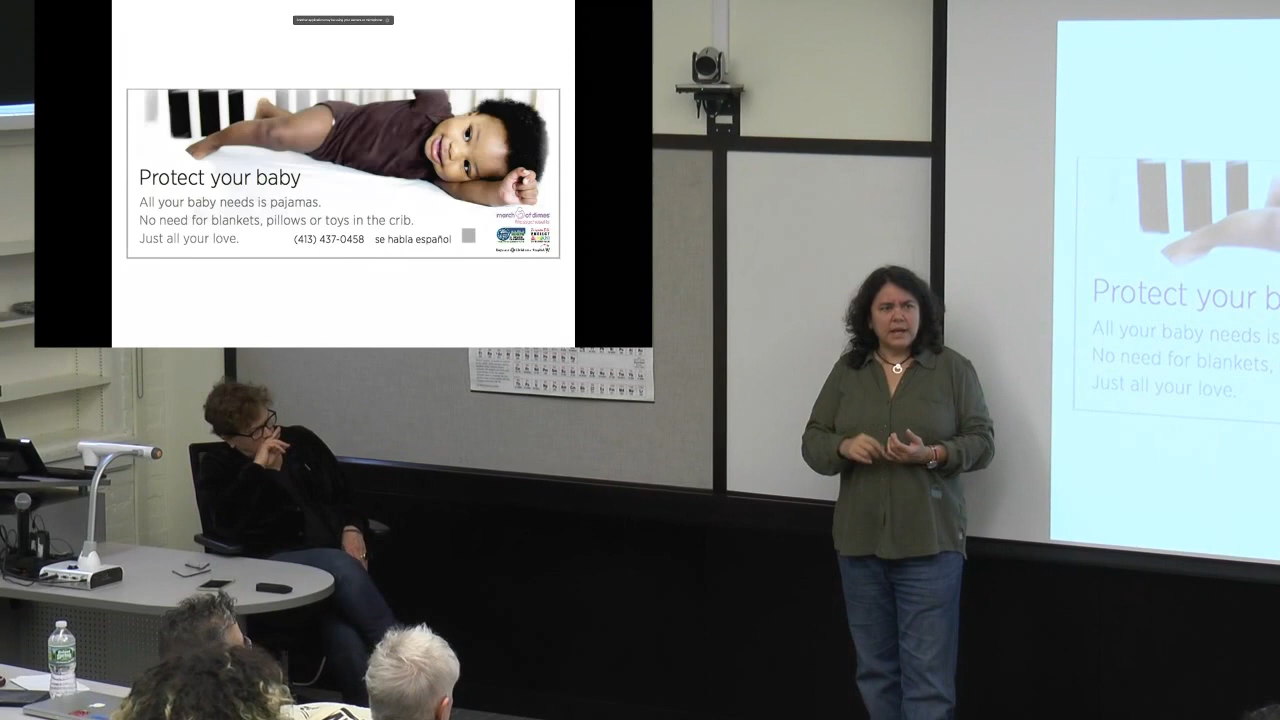 Protect your baby
All your baby needs is pajamas.
No need for blankets, pillows or toys in the crib.
Just all your love.
(413) 437-0458 se habla español
march of dimes
Protect your b
All your baby needs is
No need for blankets,
Just all your love.